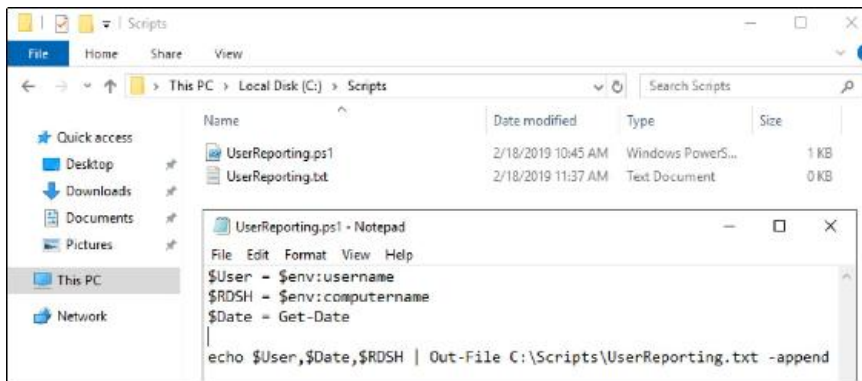 Scripts
File Home Share View
This PC > Local Disk (C:) > Scripts Search Scripts
Name Date modified Type Size
Quick access
Desktop
Downloads
Documents
Pictures
This PC
Network
UserReporting.ps1 2/18/2019 10:45 AM Windows PowerS... 1 KB
UserReporting.txt 2/18/2019 11:37 AM Text Document 0 KB
UserReporting.ps1 - Notepad
File Edit Format View Help
$User = $env:username
$RDSH = $env:computername
$Date = Get-Date
echo $User,$Date,$RDSH | Out-File C:\Scripts\UserReporting.txt -append